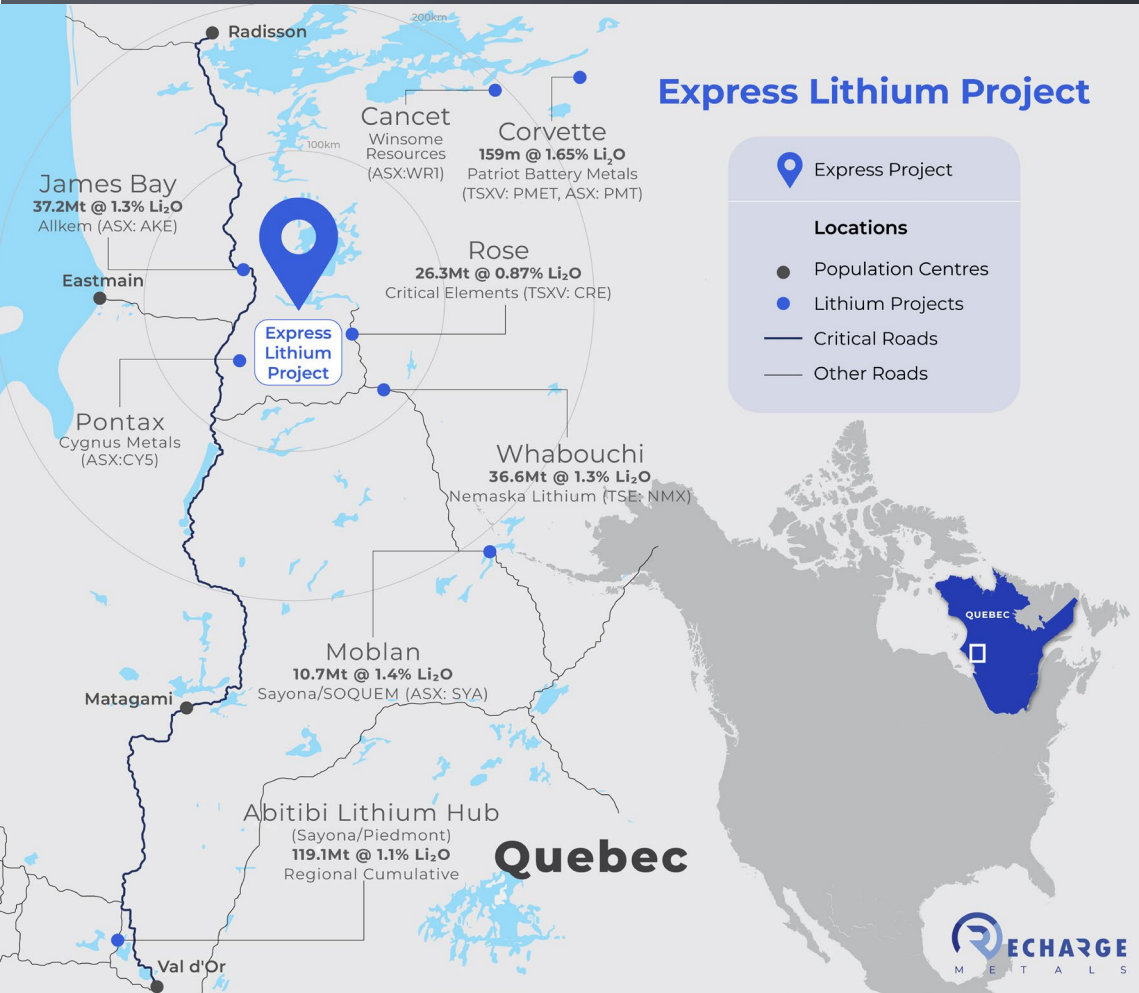 200km
Radisson
Express Lithium Project
Cancet
Winsome
Resources
(ASX:WR1)
Corvette
159m @ 1.65% Li₂O
Patriot Battery Metals
(TSXV: PMET, ASX: PMT)
100km
Express Project
James Bay
37.2Mt @ 1.3% Li₂O
Allkem (ASX: AKE)
Locations
Rose
26.3Mt @ 0.87% Li₂O
Critical Elements (TSXV: CRE)
Population Centres
Eastmain
Lithium Projects
Express
Lithium
Project
Critical Roads
Other Roads
Pontax
Cygnus Metals
(ASX:CY5)
Whabouchi
36.6Mt @ 1.3% Li₂O
Nemaska Lithium (TSE: NMX)
QUEBEC
Moblan
10.7Mt @ 1.4% Li₂O
Sayona/SOQUEM (ASX: SYA)
Matagami
Abitibi Lithium Hub
(Sayona/Piedmont)
119.1Mt @ 1.1% Li₂O
Regional Cumulative
Quebec
RECHARGE
METALS
Val d'Or